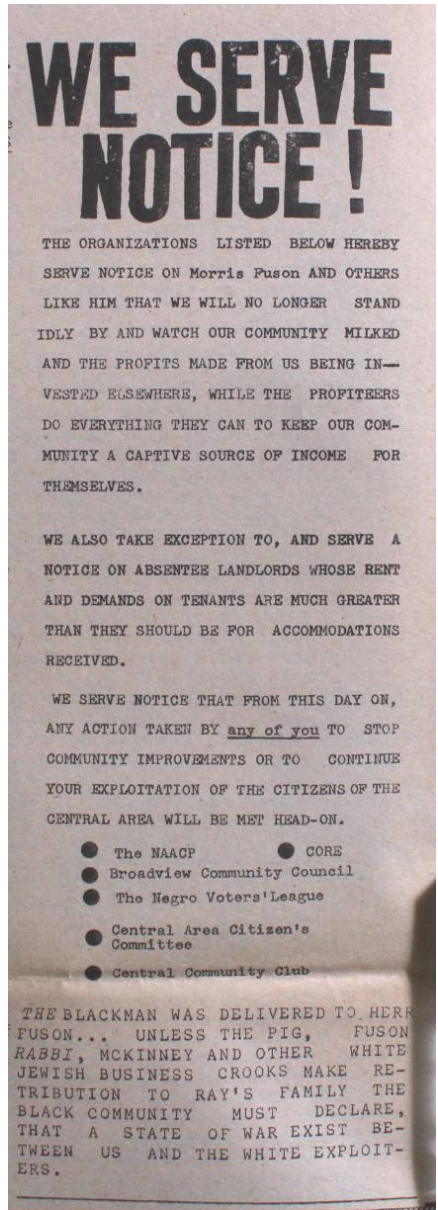 WE SERVE
NOTICE!
THE ORGANIZATIONS LISTED BELOW HEREBY
SERVE NOTICE ON Morris Fuson AND OTHERS
LIKE HIM THAT WE WILL NO LONGER STAND
IDLY BY AND WATCH OUR COMMUNITY MILKED
AND THE PROFITS MADE FROM US BEING IN—
VESTED ELSEWHERE, WHILE THE PROFITEERS
DO EVERYTHING THEY CAN TO KEEP OUR COM-
MUNITY A CAPTIVE SOURCE OF INCOME FOR
THEMSELVES.
WE ALSO TAKE EXCEPTION TO, AND SERVE A
NOTICE ON ABSENTEE LANDLORDS WHOSE RENT
AND DEMANDS ON TENANTS ARE MUCH GREATER
THAN THEY SHOULD BE FOR ACCOMMODATIONS
RECEIVED.
WE SERVE NOTICE THAT FROM THIS DAY ON,
ANY ACTION TAKEN BY any of you TO STOP
COMMUNITY IMPROVEMENTS OR TO CONTINUE
YOUR EXPLOITATION OF THE CITIZENS OF THE
CENTRAL AREA WILL BE MET HEAD-ON.
● The NAACP ● CORE
● Broadview Community Council
● The Negro Voters'League
● Central Area Citizen's
Committee
● Central Community Club
THE BLACKMAN WAS DELIVERED TO HERR
FUSON... UNLESS THE PIG, FUSON
RABBI, MCKINNEY AND OTHER WHITE
JEWISH BUSINESS CROOKS MAKE RE-
TRIBUTION TO RAY'S FAMILY THE
BLACK COMMUNITY MUST DECLARE,
THAT A STATE OF WAR EXIST BE-
TWEEN US AND THE WHITE EXPLOIT-
ERS.